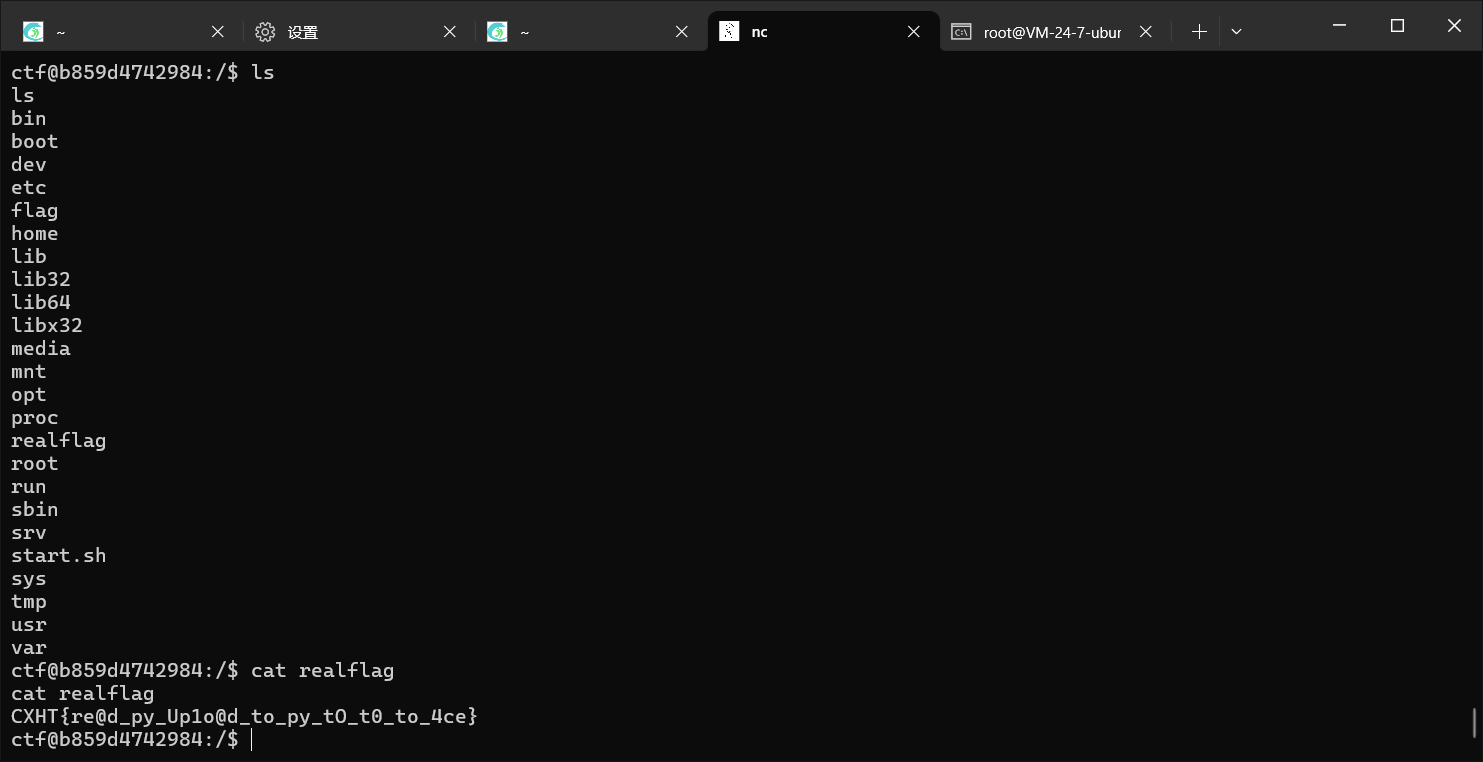 ~ 设置 ~ nc root@VM-24-7-ubur
ctf@b859d4742984:/$ ls
ls
bin
boot
dev
etc
flag
home
lib
lib32
lib64
libx32
media
mnt
opt
proc
realflag
root
run
sbin
srv
start.sh
sys
tmp
usr
var
ctf@b859d4742984:/$ cat realflag
cat realflag
CXHT{re@d_py_Up1o@d_to_py_tO_t0_to_4ce}
ctf@b859d4742984:/$